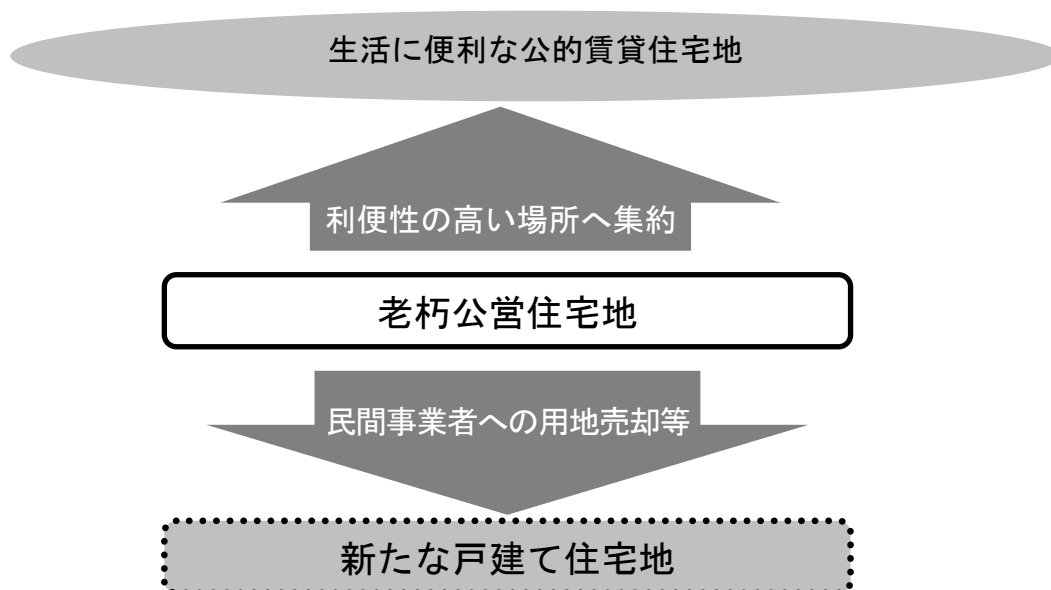 生活に便利な公的賃貸住宅地
利便性の高い場所へ集約
老朽公営住宅地
民間事業者への用地売却等
新たな戸建て住宅地